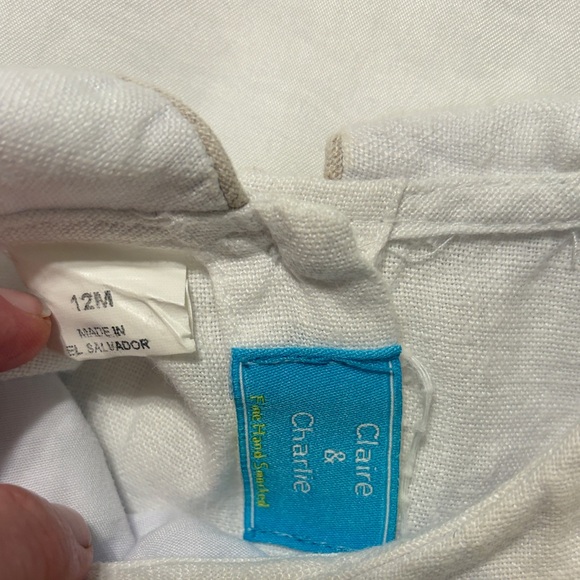 12M
MADE IN
EL SALVADOR
Claire
&
Charlie
Fine Hand Smocked